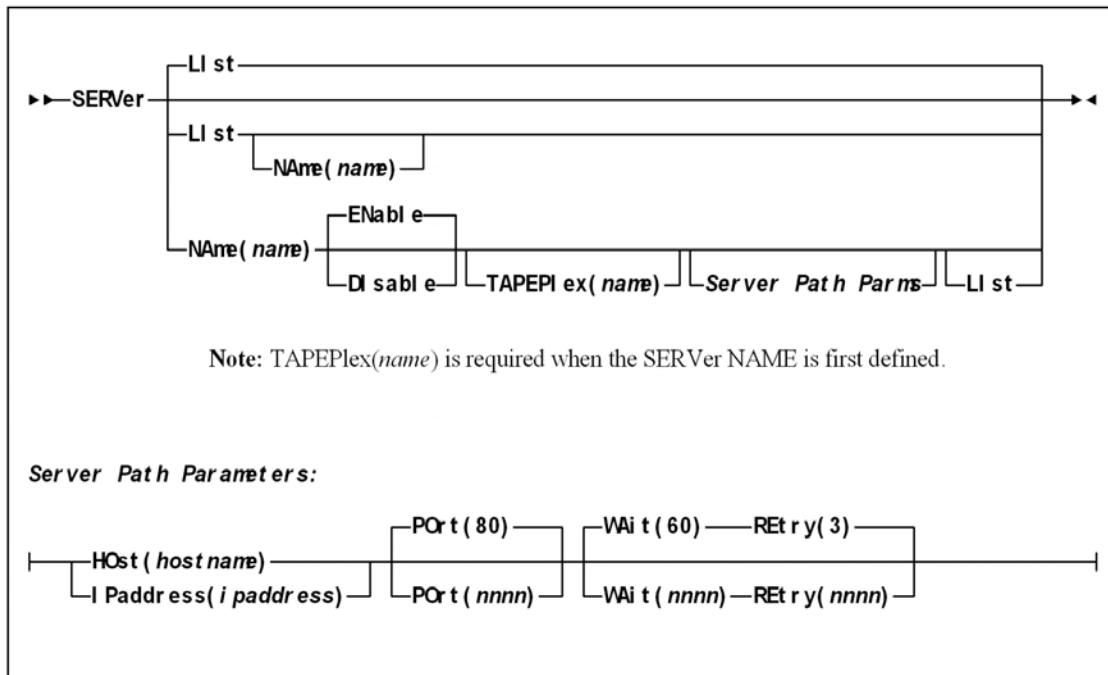 LIst
SERVer
LIst
NAme(name)
ENable
NAme(name)
DIsable TAPEPlex(name) Server Path Parms LIst
Note: TAPEPlex(name) is required when the SERVer NAME is first defined.
Server Path Parameters:
POrt(80) WAit(60) REtry(3)
HOst(hostname)
IPaddress(ipaddress) POrt(nnnn) WAit(nnnn) REtry(nnnn)